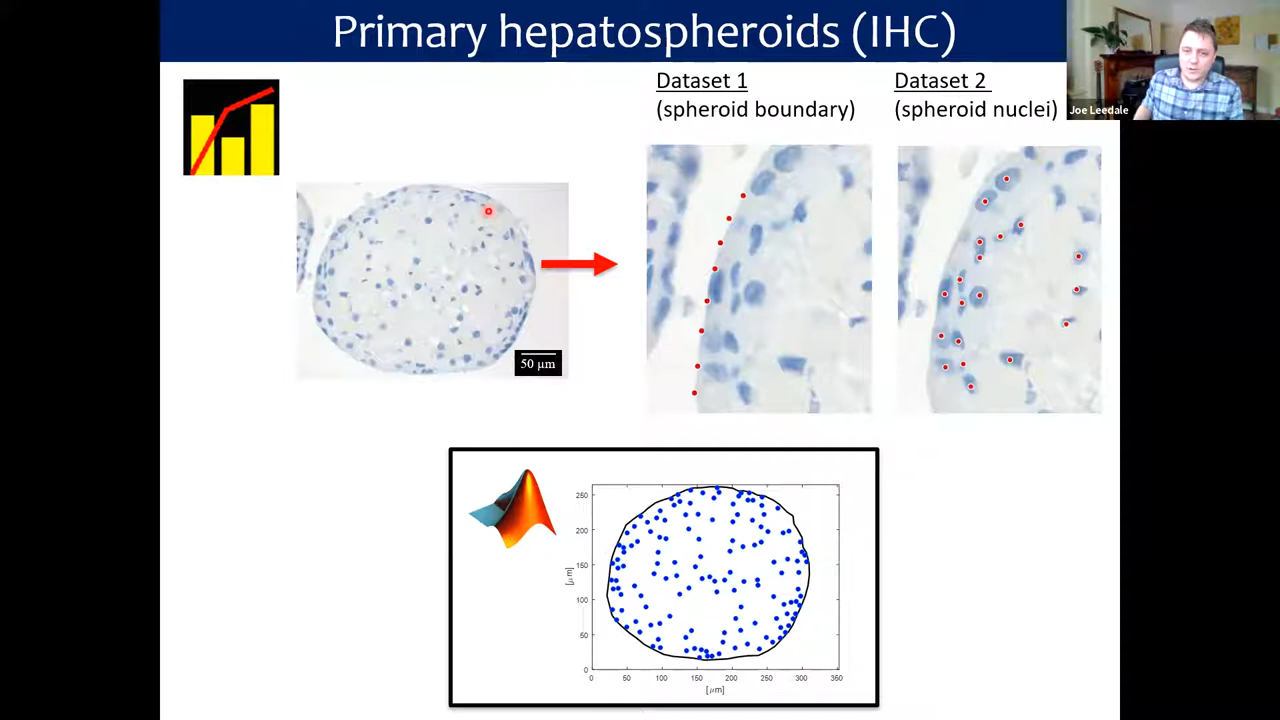 Primary hepatospheroids (IHC)
Joe Leedale
Dataset 1
(spheroid boundary)
Dataset 2
(spheroid nuclei)
50 μm
250
200
150
100
50
0
[μm]
0 50 100 150 200 250 300 350
[μm]